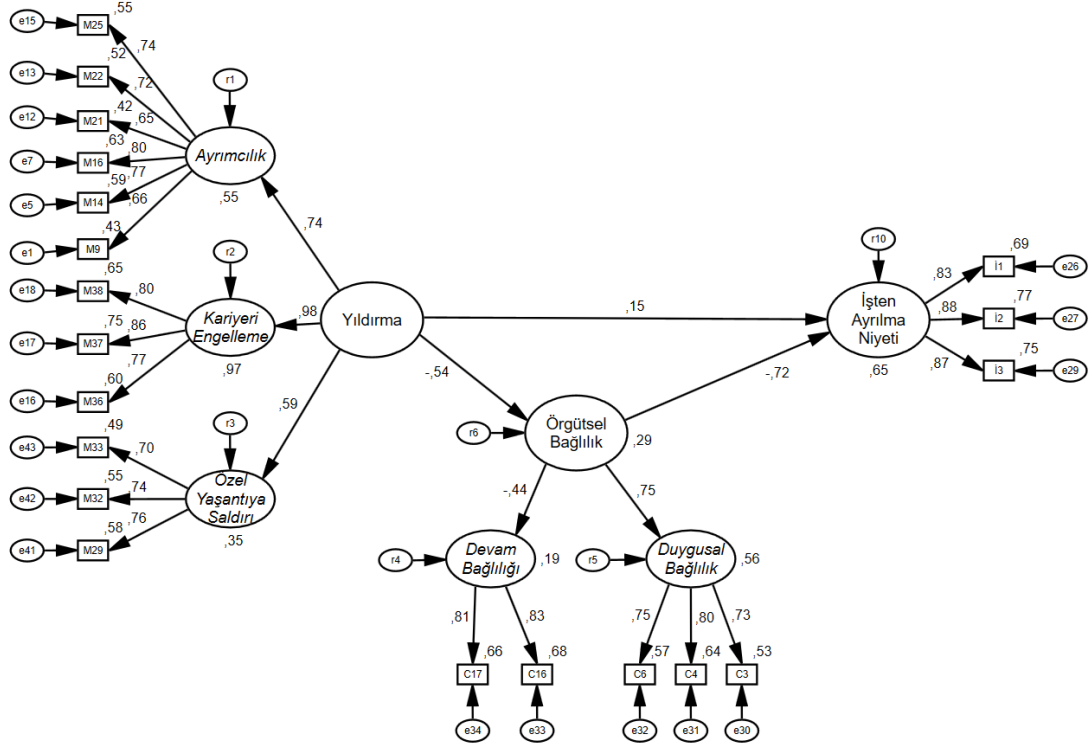 ,55
e15
M25
,74
,52
e13
M22
,72
r1
,42
e12
M21
,65
,63
e7
M16
,80
Ayrımcılık
,59
,77
e5
M14
,66
,55
,43
e1
M9
,74
r2
r10
,65
e18
M38
,80
,69
,83
İ1
e26
Kariyeri
Engelleme
,98
Yıldırma
,15
İşten
Ayrılma
Niyeti
,88
,77
İ2
e27
,75
e17
M37
,86
,97
,65
,87
,75
İ3
e29
,77
,60
e16
M36
-,54
-,72
,59
r3
,49
e43
M33
,70
r6
Örgütsel
Bağlılık
,29
,55
e42
M32
,74
Özel
Yaşantıya
Saldırı
,58
,76
e41
M29
,35
-,44
,75
r4
Devam
Bağlılığı
,19
r5
Duygusal
Bağlılık
,56
,81
,83
,75
,80
,73
,66
,68
,57
,64
,53
C17
C16
C6
C4
C3
e34
e33
e32
e31
e30